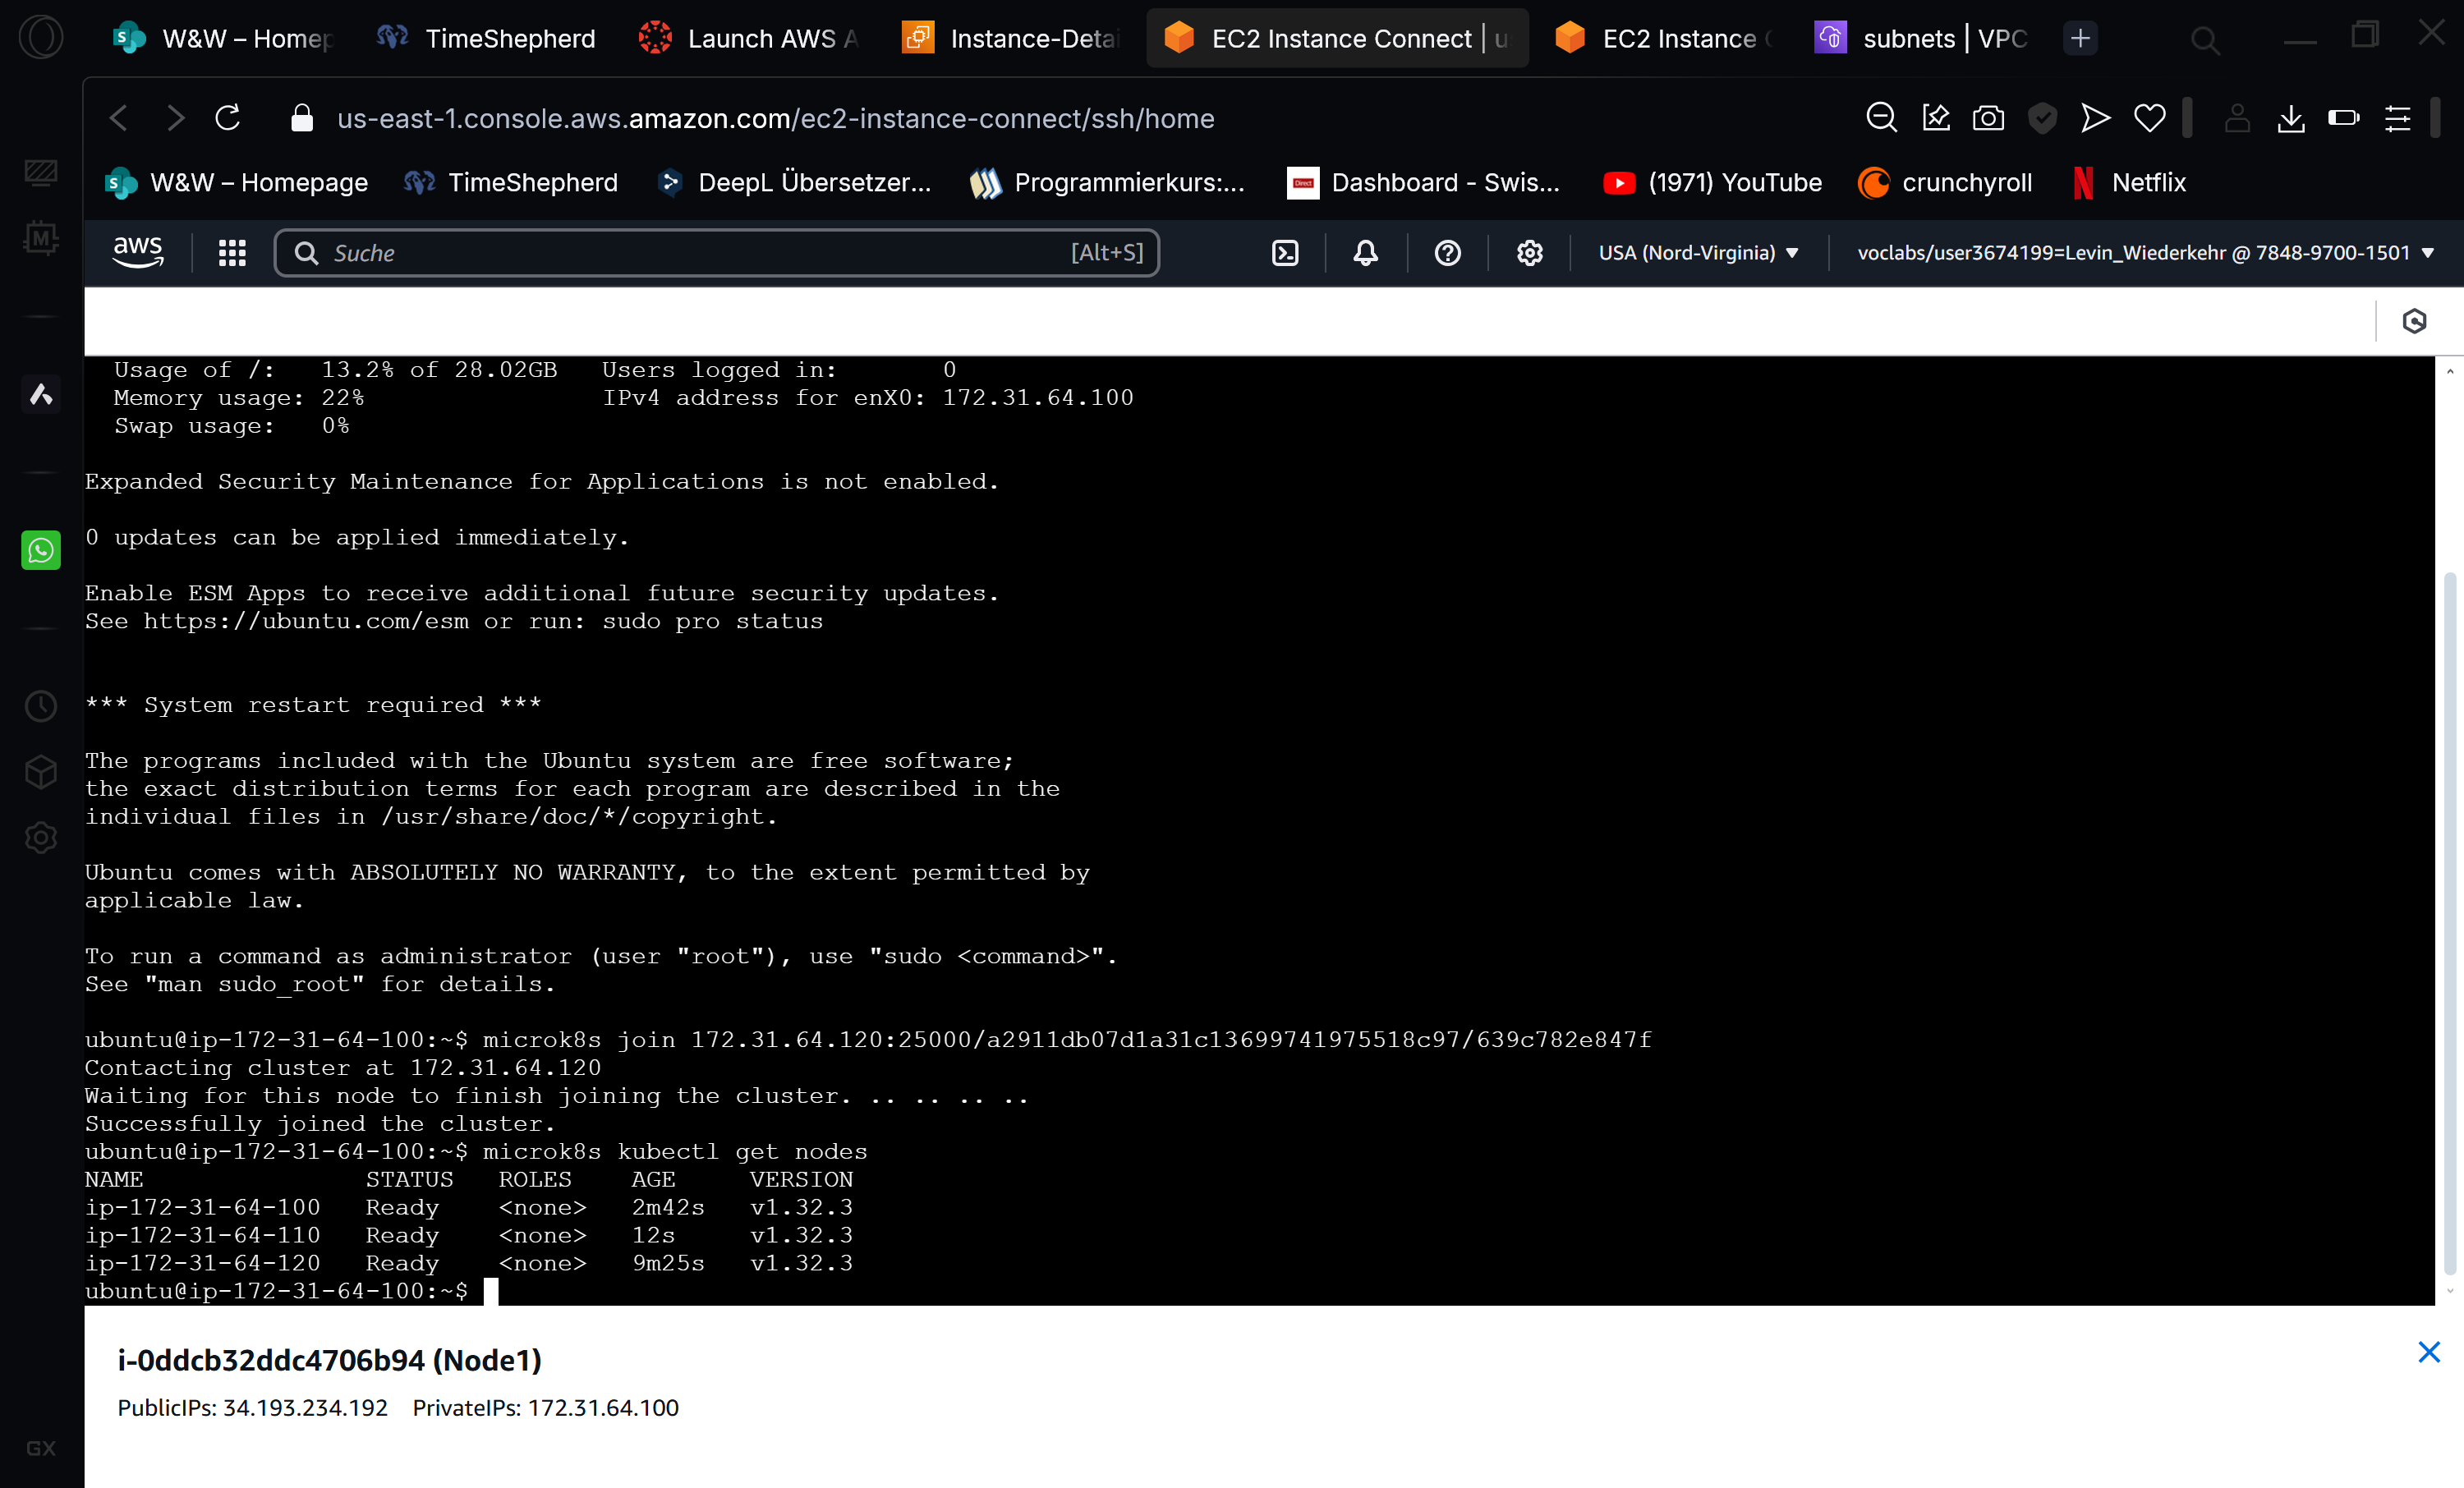 W&W – Homep
TimeShepherd
Launch AWS A
Instance-Detai
EC2 Instance Connect | u
EC2 Instance C
subnets | VPC
us-east-1.console.aws.amazon.com/ec2-instance-connect/ssh/home
W&W – Homepage
TimeShepherd
DeepL Übersetzer...
Programmierkurs:...
Dashboard - Swis...
(1971) YouTube
crunchyroll
Netflix
aws
Suche
[Alt+S]
USA (Nord-Virginia)
voclabs/user3674199=Levin_Wiederkehr @ 7848-9700-1501
Usage of /: 13.2% of 28.02GB Users logged in: 0
Memory usage: 22% IPv4 address for enX0: 172.31.64.100
Swap usage: 0%
Expanded Security Maintenance for Applications is not enabled.
0 updates can be applied immediately.
Enable ESM Apps to receive additional future security updates.
See https://ubuntu.com/esm or run: sudo pro status
*** System restart required ***
The programs included with the Ubuntu system are free software;
the exact distribution terms for each program are described in the
individual files in /usr/share/doc/*/copyright.
Ubuntu comes with ABSOLUTELY NO WARRANTY, to the extent permitted by
applicable law.
To run a command as administrator (user "root"), use "sudo <command>".
See "man sudo_root" for details.
ubuntu@ip-172-31-64-100:~$ microk8s join 172.31.64.120:25000/a2911db07d1a31c13699741975518c97/639c782e847f
Contacting cluster at 172.31.64.120
Waiting for this node to finish joining the cluster. .. .. .. ..
Successfully joined the cluster.
ubuntu@ip-172-31-64-100:~$ microk8s kubectl get nodes
NAME STATUS ROLES AGE VERSION
ip-172-31-64-100 Ready <none> 2m42s v1.32.3
ip-172-31-64-110 Ready <none> 12s v1.32.3
ip-172-31-64-120 Ready <none> 9m25s v1.32.3
ubuntu@ip-172-31-64-100:~$
i-0ddcb32ddc4706b94 (Node1)
PublicIPs: 34.193.234.192 PrivateIPs: 172.31.64.100
GX